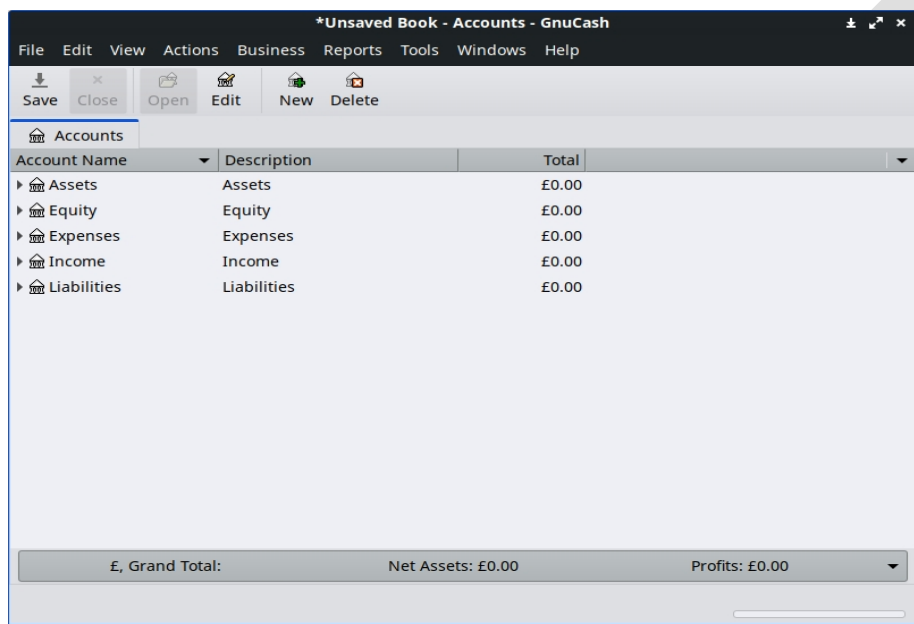 *Unsaved Book - Accounts - GnuCash
File Edit View Actions Business Reports Tools Windows Help
Save Close Open Edit New Delete
Accounts
Account Name Description Total
Assets Assets £0.00
Equity Equity £0.00
Expenses Expenses £0.00
Income Income £0.00
Liabilities Liabilities £0.00
£, Grand Total: Net Assets: £0.00 Profits: £0.00